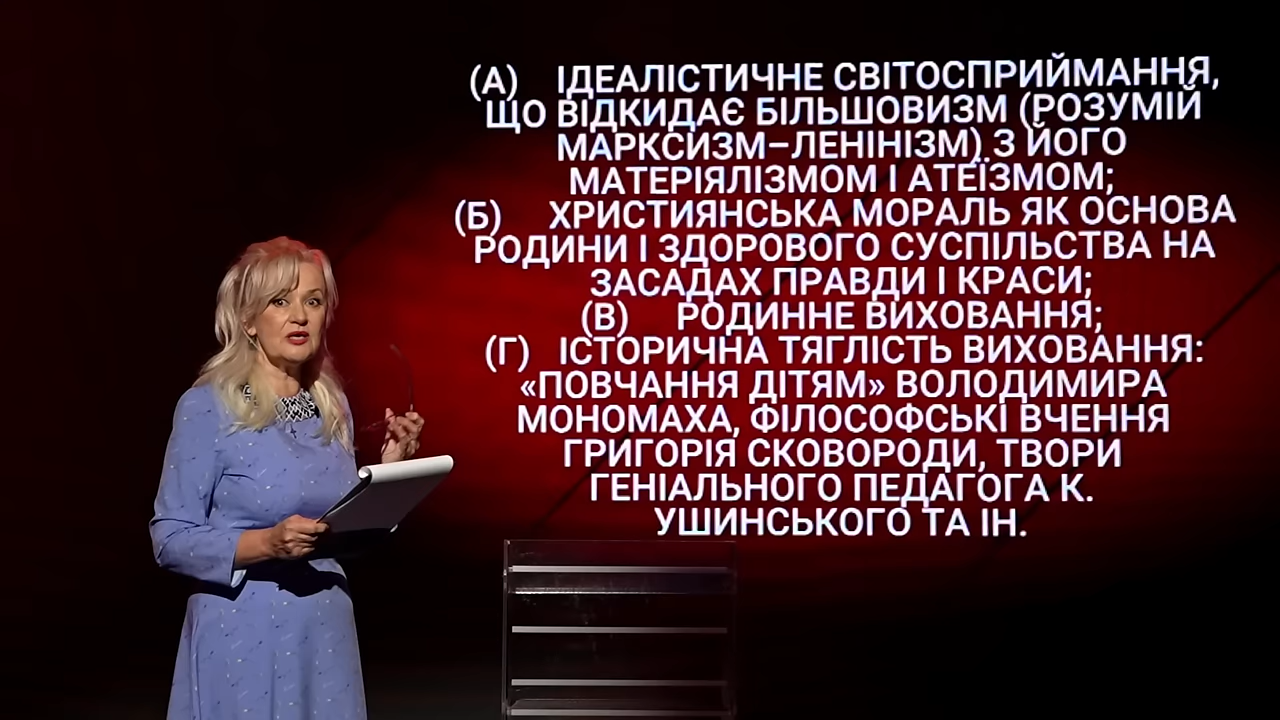 (А) ІДЕАЛІСТИЧНЕ СВІТОСПРИЙМАННЯ,
ЩО ВІДКИДАЄ БІЛЬШОВИЗМ (РОЗУМІЙ
МАРКСИЗМ–ЛЕНІНІЗМ) З ЙОГО
МАТЕРІЯЛІЗМОМ І АТЕЇЗМОМ;
(Б) ХРИСТИЯНСЬКА МОРАЛЬ ЯК ОСНОВА
РОДИНИ І ЗДОРОВОГО СУСПІЛЬСТВА НА
ЗАСАДАХ ПРАВДИ І КРАСИ;
(В) РОДИННЕ ВИХОВАННЯ;
(Г) ІСТОРИЧНА ТЯГЛІСТЬ ВИХОВАННЯ:
«ПОВЧАННЯ ДІТЯМ» ВОЛОДИМИРА
МОНОМАХА, ФІЛОСОФСЬКІ ВЧЕННЯ
ГРИГОРІЯ СКОВОРОДИ, ТВОРИ
ГЕНІАЛЬНОГО ПЕДАГОГА К.
УШИНСЬКОГО ТА ІН.